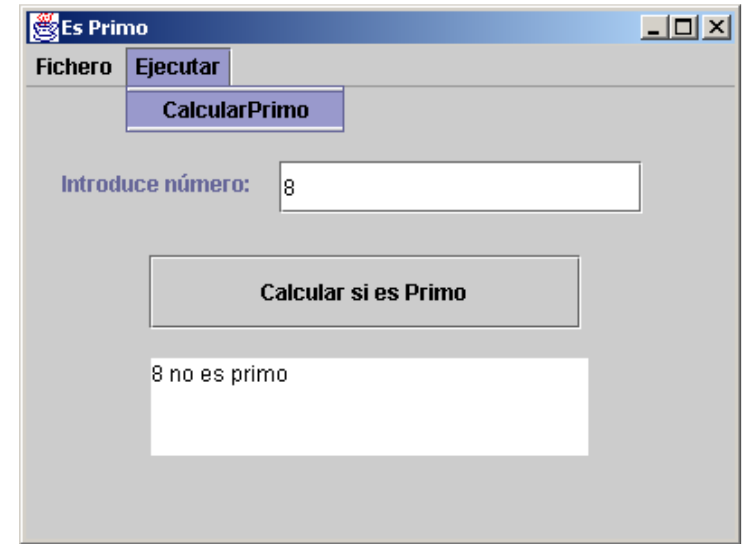 Es Primo
Fichero Ejecutar
CalcularPrimo
Introduce número: 8
Calcular si es Primo
8 no es primo